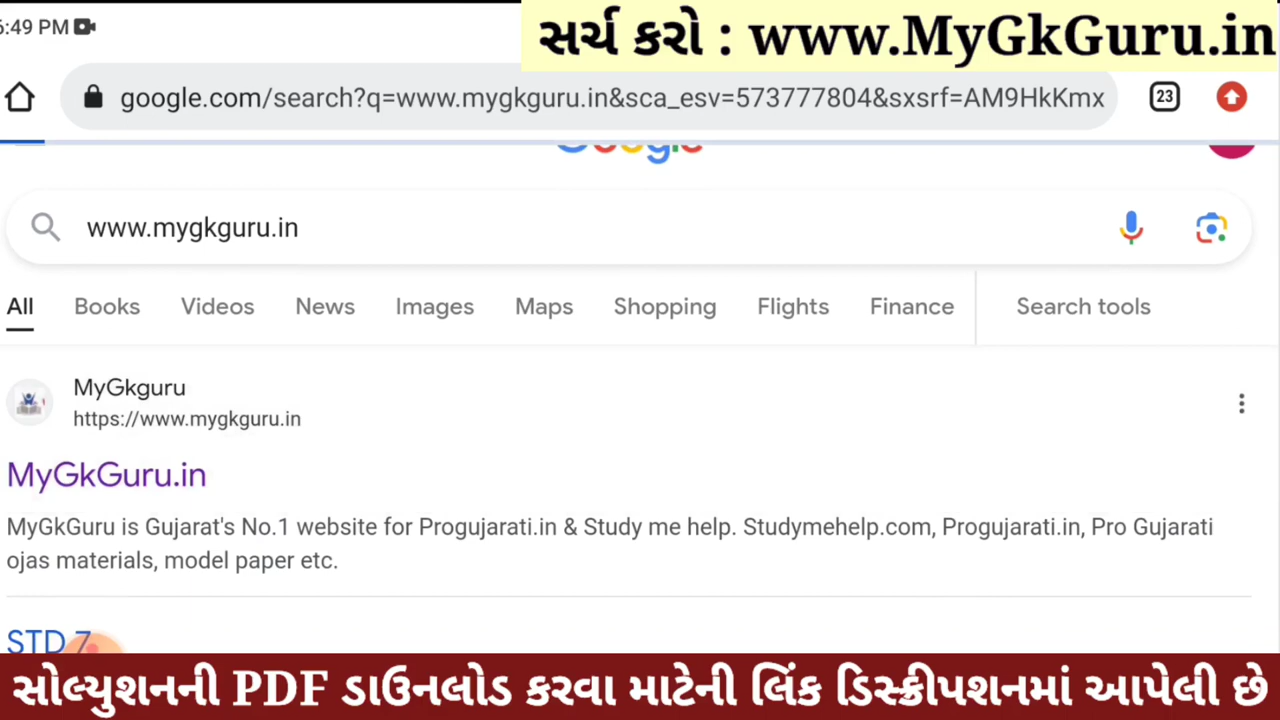 6:49 PM
સર્ચ કરો : www.MyGkGuru.in
google.com/search?q=www.mygkguru.in&sca_esv=573777804&sxsrf=AM9HkKmx
23
Google
www.mygkguru.in
All Books Videos News Images Maps Shopping Flights Finance Search tools
MyGkguru
https://www.mygkguru.in
MyGkGuru.in
MyGkGuru is Gujarat's No.1 website for Progujarati.in & Study me help. Studymehelp.com, Progujarati.in, Pro Gujarati
ojas materials, model paper etc.
STD 7
સોલ્યુશનની PDF ડાઉનલોડ કરવા માટેની લિંક ડિસ્ક્રીપશનમાં આપેલી છે